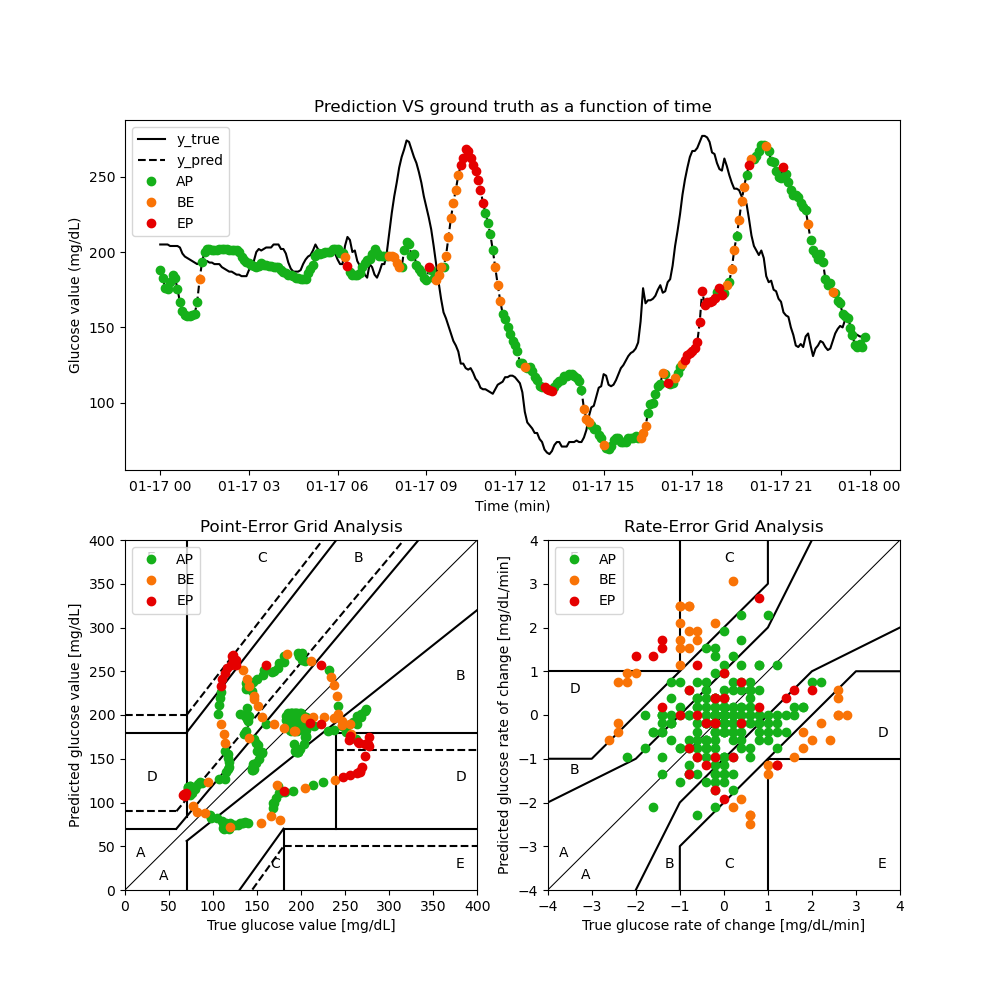 Prediction VS ground truth as a function of time
Glucose value (mg/dL)
y_true
y_pred
AP
BE
EP
250
200
150
100
01-17 00 01-17 03 01-17 06 01-17 09 01-17 12 01-17 15 01-17 18 01-17 21 01-18 00
Time (min)
Point-Error Grid Analysis
Predicted glucose value [mg/dL]
400
350
300
250
200
150
100
50
0
AP
BE
EP
C B
B
D D
A
A
C E
0 50 100 150 200 250 300 350 400
True glucose value [mg/dL]
Rate-Error Grid Analysis
Predicted glucose rate of change [mg/dL/min]
4
3
2
1
0
−1
−2
−3
−4
AP
BE
EP
C
D
D
B
A
A
B C E
−4 −3 −2 −1 0 1 2 3 4
True glucose rate of change [mg/dL/min]